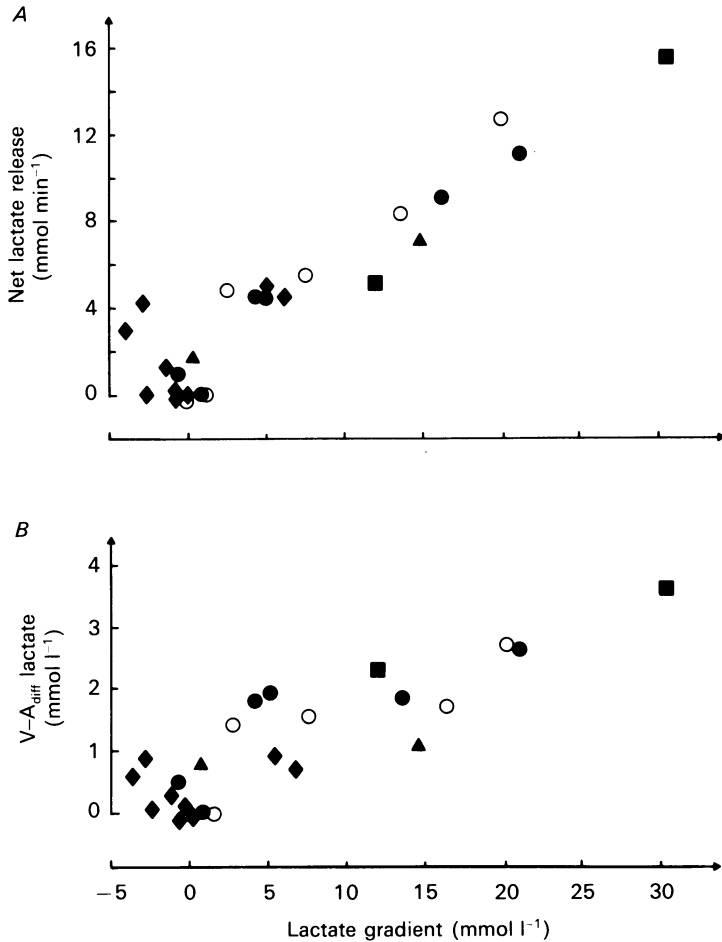 A
Net lactate release
(mmol min⁻¹)
16
12
8
4
0
B
V–A_diff lactate
(mmol l⁻¹)
4
3
2
1
0
−5 0 5 10 15 20 25 30
Lactate gradient (mmol l⁻¹)